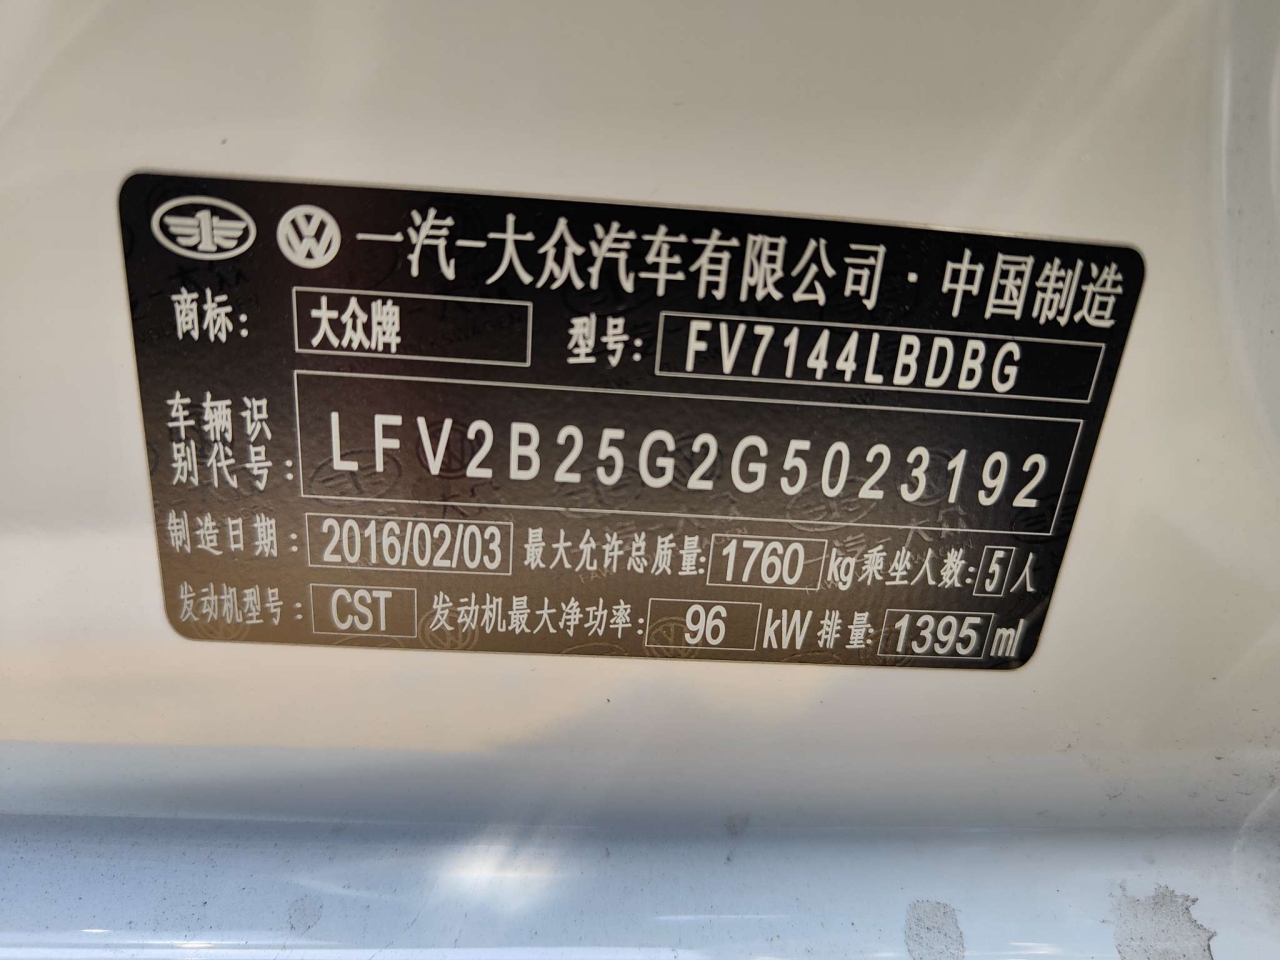 一汽-大众汽车有限公司·中国制造
商标: 大众牌 型号: FV7144LBDBG
车辆识
别代号: LFV2B25G2G5023192
制造日期: 2016/02/03 最大允许总质量: 1760 kg 乘坐人数: 5 人
发动机型号: CST 发动机最大净功率: 96 kW 排量: 1395 ml